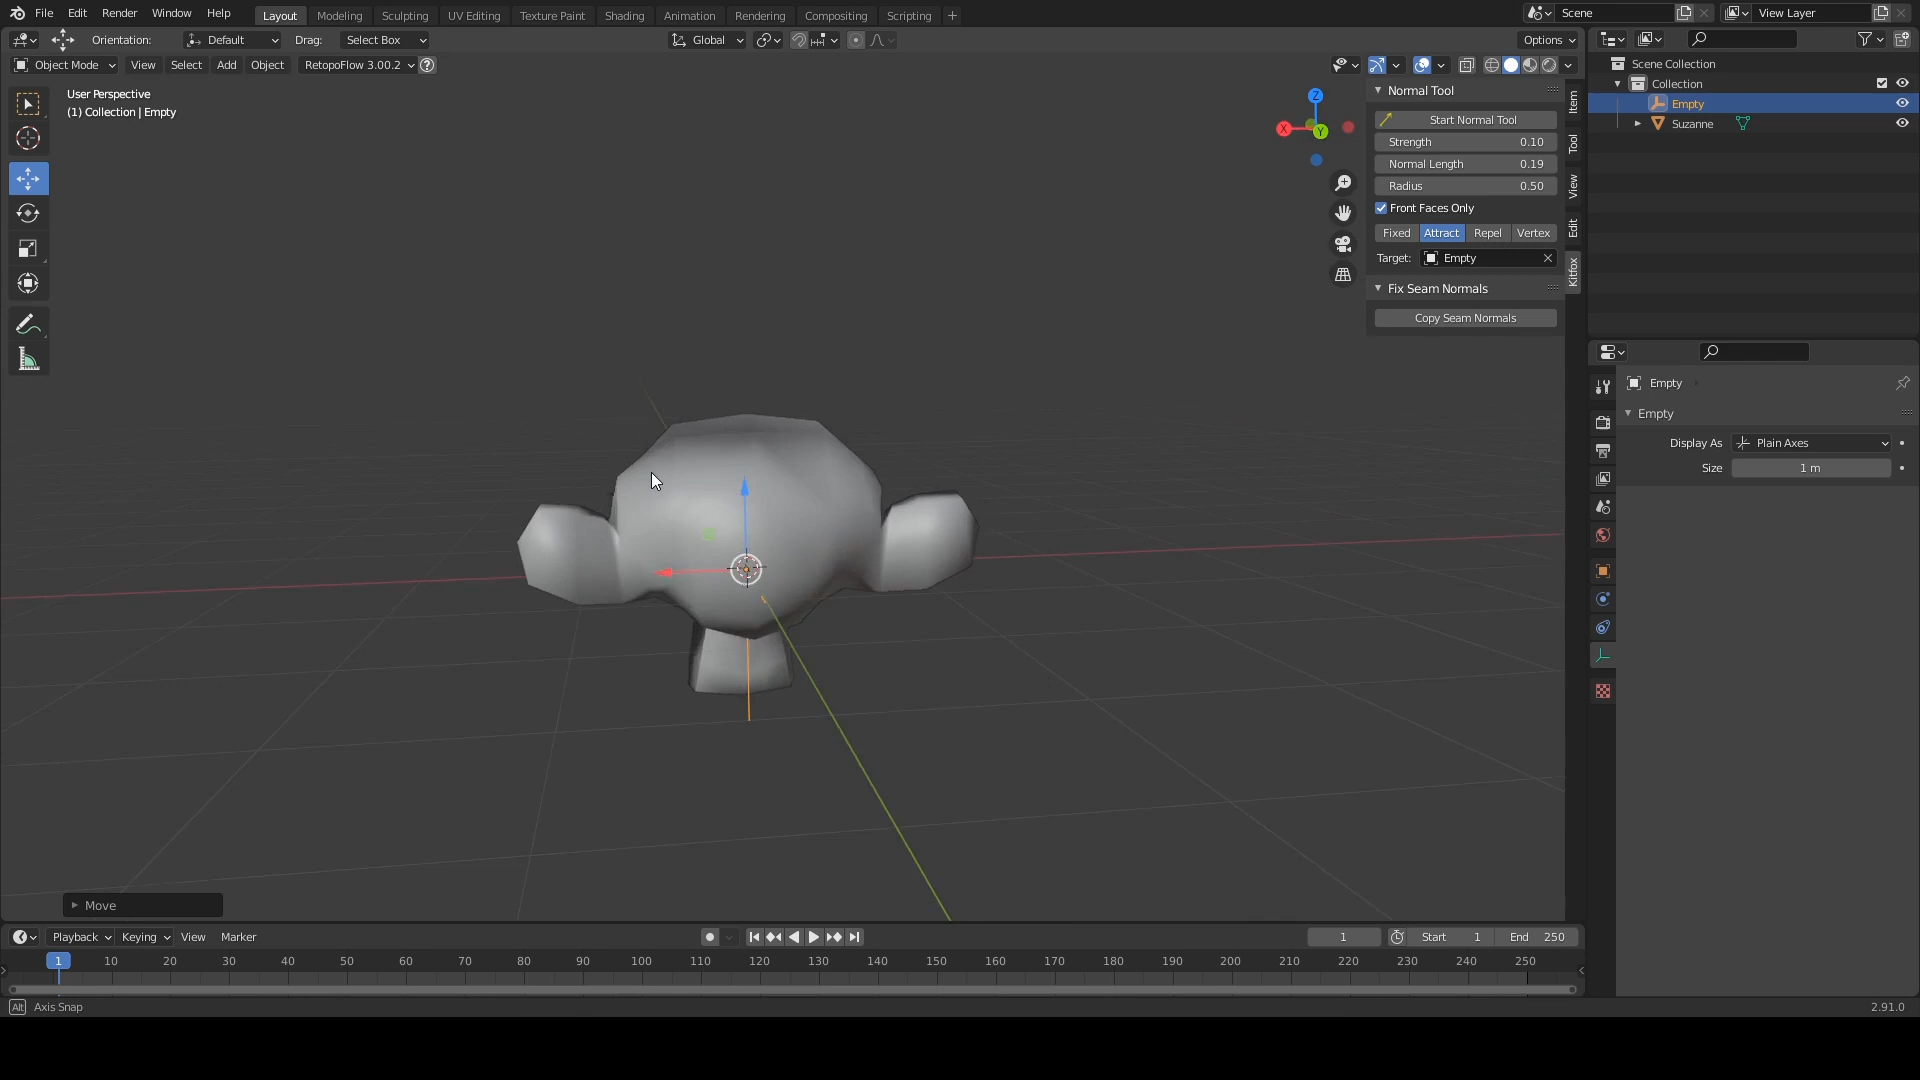 File Edit Render Window Help Layout Modeling Sculpting UV Editing Texture Paint Shading Animation Rendering Compositing Scripting + Scene View Layer
Orientation: Default Drag: Select Box Global Options
Object Mode View Select Add Object RetopoFlow 3.00.2
User Perspective
(1) Collection | Empty
Z
X
Y
Normal Tool
Start Normal Tool
Strength 0.10
Normal Length 0.19
Radius 0.50
Front Faces Only
Fixed Attract Repel Vertex
Target: Empty
Fix Seam Normals
Copy Seam Normals
Item
Tool
View
Edit
Kitfox
Scene Collection
Collection
Empty
Suzanne
Empty
Empty
Display As Plain Axes
Size 1 m
Move
Playback Keying View Marker 1 Start 1 End 250
1 10 20 30 40 50 60 70 80 90 100 110 120 130 140 150 160 170 180 190 200 210 220 230 240 250
Alt Axis Snap 2.91.0